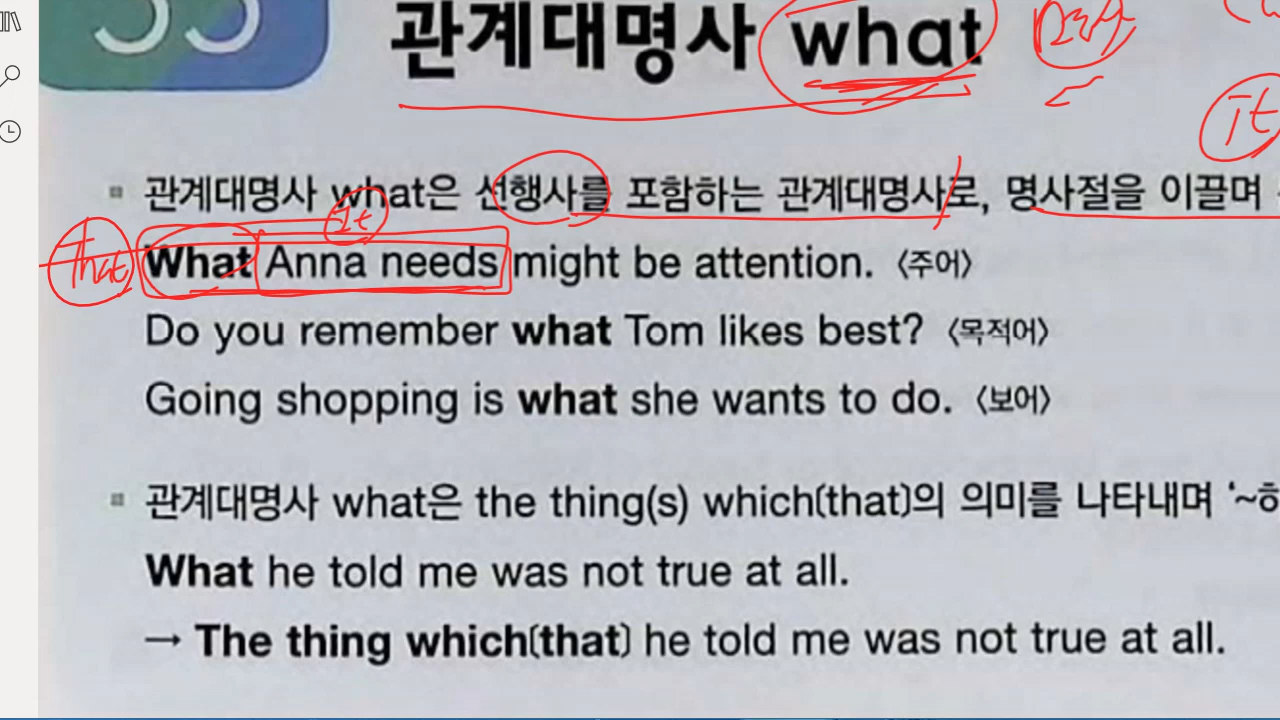 관계대명사 what
It
관계대명사 what은 선행사를 포함하는 관계대명사로, 명사절을 이끌며
It
that What Anna needs might be attention. 〈주어〉
Do you remember what Tom likes best? 〈목적어〉
Going shopping is what she wants to do. 〈보어〉
관계대명사 what은 the thing(s) which(that)의 의미를 나타내며 ‘~
What he told me was not true at all.
→ The thing which(that) he told me was not true at all.